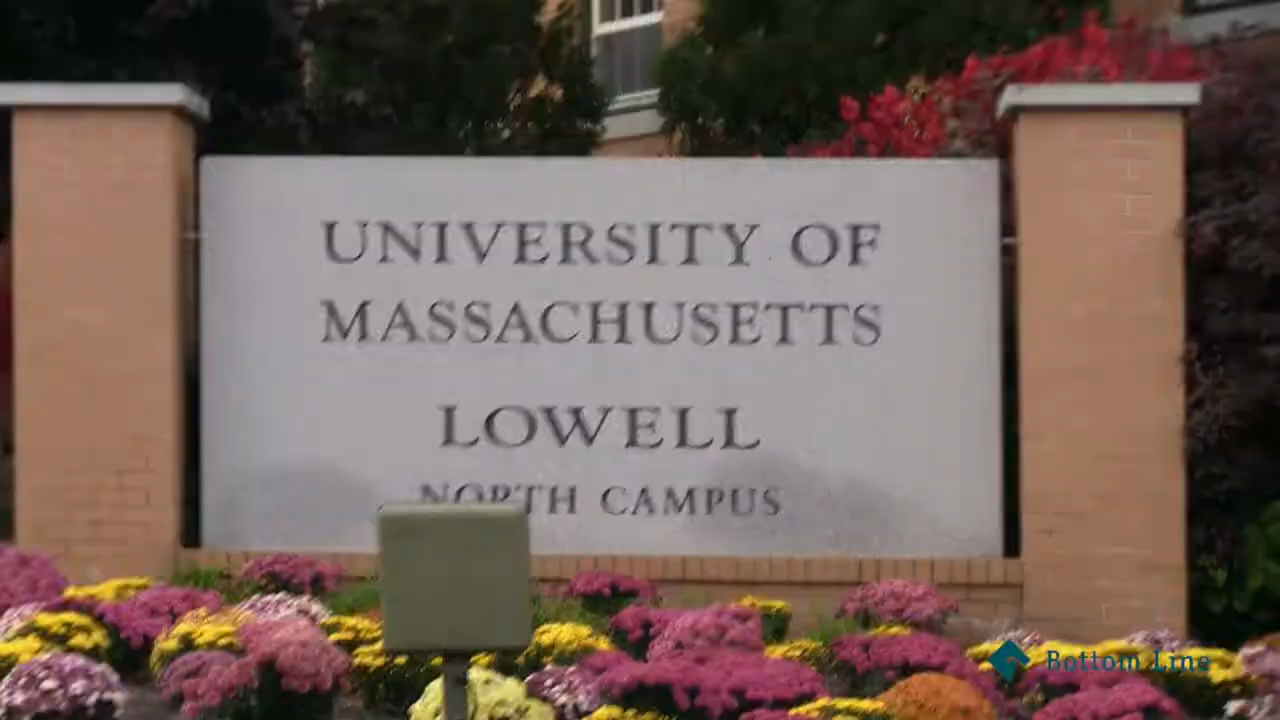 UNIVERSITY OF
MASSACHUSETTS
LOWELL
NORTH CAMPUS
Bottom Line